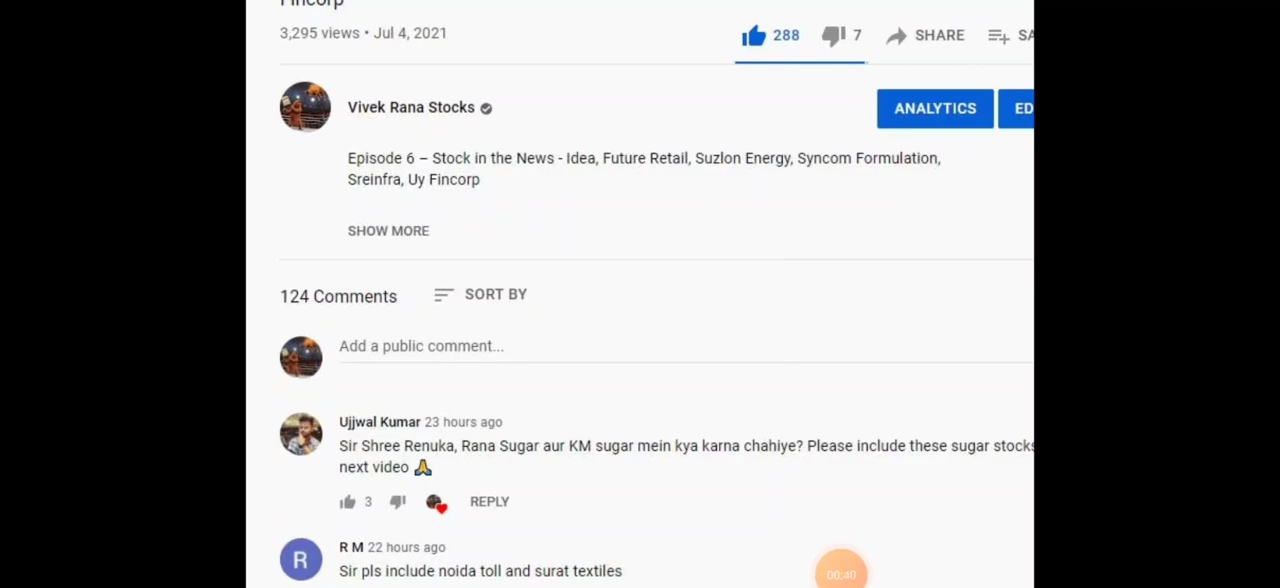 Fincorp
3,295 views • Jul 4, 2021
288
7
SHARE
SA
Vivek Rana Stocks
ANALYTICS
ED
Episode 6 – Stock in the News - Idea, Future Retail, Suzlon Energy, Syncom Formulation,
Sreinfra, Uy Fincorp
SHOW MORE
124 Comments
SORT BY
Add a public comment...
Ujjwal Kumar 23 hours ago
Sir Shree Renuka, Rana Sugar aur KM sugar mein kya karna chahiye? Please include these sugar stocks
next video 🙏
3
REPLY
R
R M 22 hours ago
Sir pls include noida toll and surat textiles
00:40